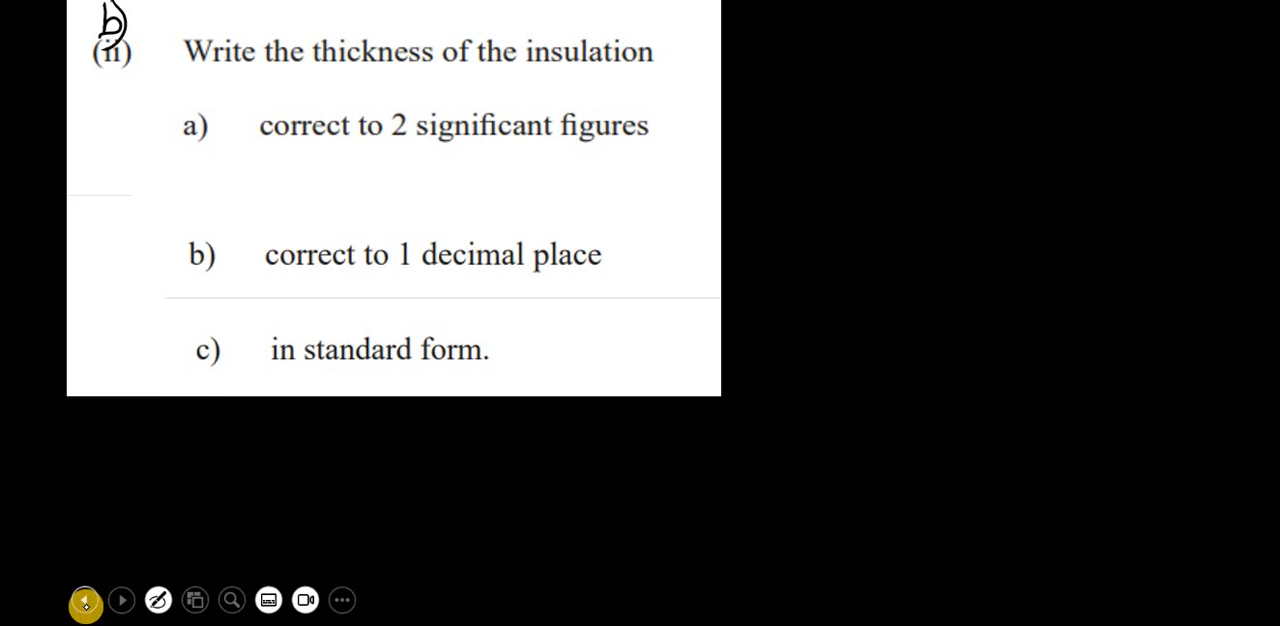 b)
(ii) Write the thickness of the insulation
a) correct to 2 significant figures
b) correct to 1 decimal place
c) in standard form.